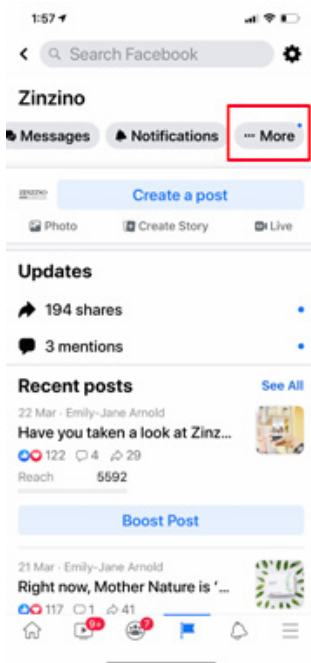 1:57
Search Facebook
Zinzino
Messages Notifications ··· More
ZINZINO Create a post
Photo Create Story Live
Updates
194 shares
3 mentions
Recent posts See All
22 Mar · Emily-Jane Arnold
Have you taken a look at Zinz...
122 4 29
Reach 5592
Boost Post
21 Mar · Emily-Jane Arnold
Right now, Mother Nature is '...
117 1 41
9+ 7